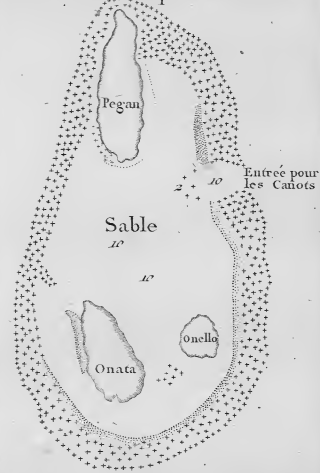 Pegan
2
10
Entrée pour
les Canots
Sable
10
10
Onello
Onata